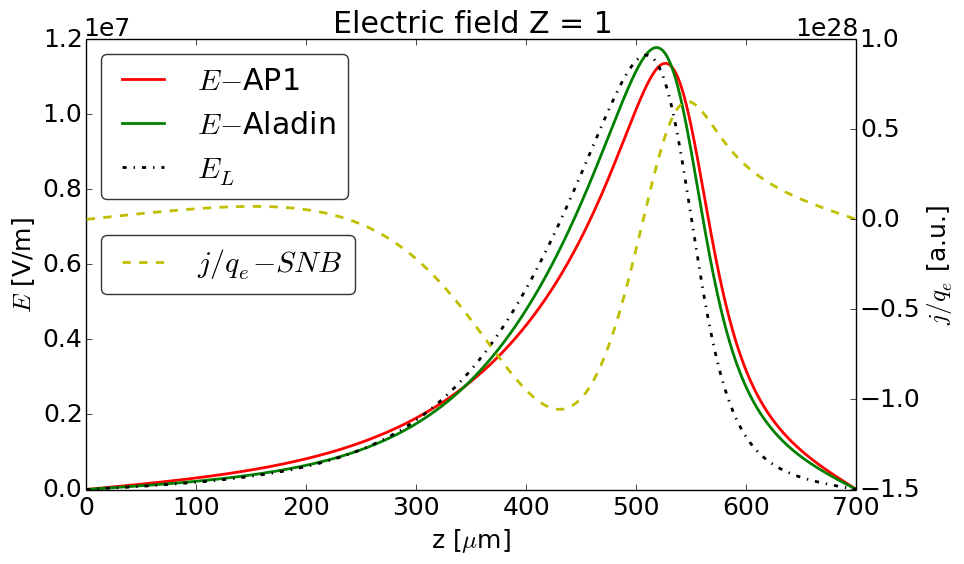 Electric field Z = 1
1e7
1e28
1.2
1.0
0.8
0.6
0.4
0.2
0.0
E [V/m]
E−AP1
E−Aladin
E_L
j/q_e−SNB
1.0
0.5
0.0
−0.5
−1.0
−1.5
j/q_e [a.u.]
0 100 200 300 400 500 600 700
z [μm]